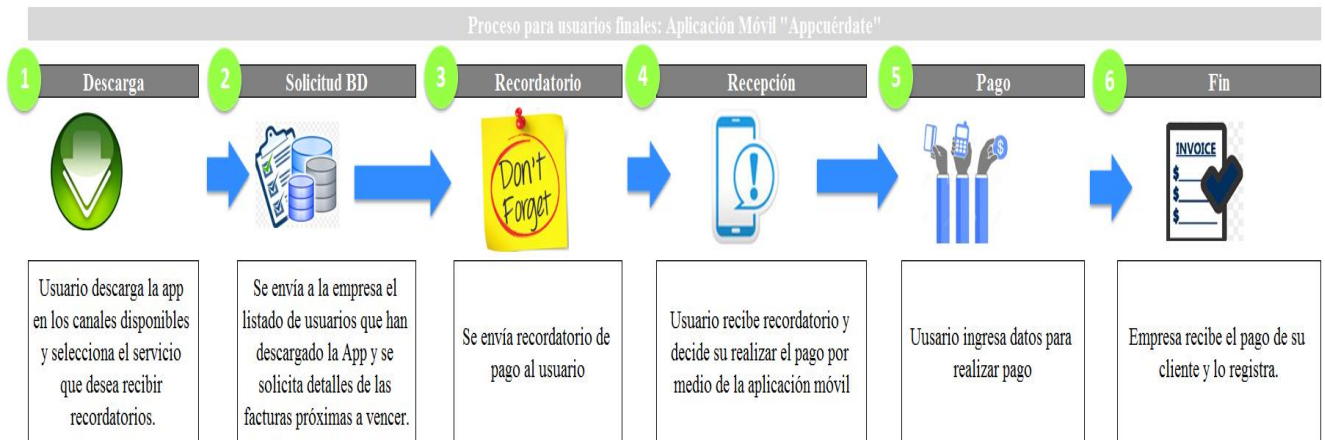 Proceso para usuarios finales: Aplicación Móvil "Appcuérdate"
1
Descarga
2
Solicitud BD
3
Recordatorio
4
Recepción
5
Pago
6
Fin
Don't
Forget
!
$
INVOICE
$
$
$
Usuario descarga la app
en los canales disponibles
y selecciona el servicio
que desea recibir
recordatorios.
Se envía a la empresa el
listado de usuarios que han
descargado la App y se
solicita detalles de las
facturas próximas a vencer.
Se envía recordatorio de
pago al usuario
Usuario recibe recordatorio y
decide su realizar el pago por
medio de la aplicación móvil
Uusario ingresa datos para
realizar pago
Empresa recibe el pago de su
cliente y lo registra.